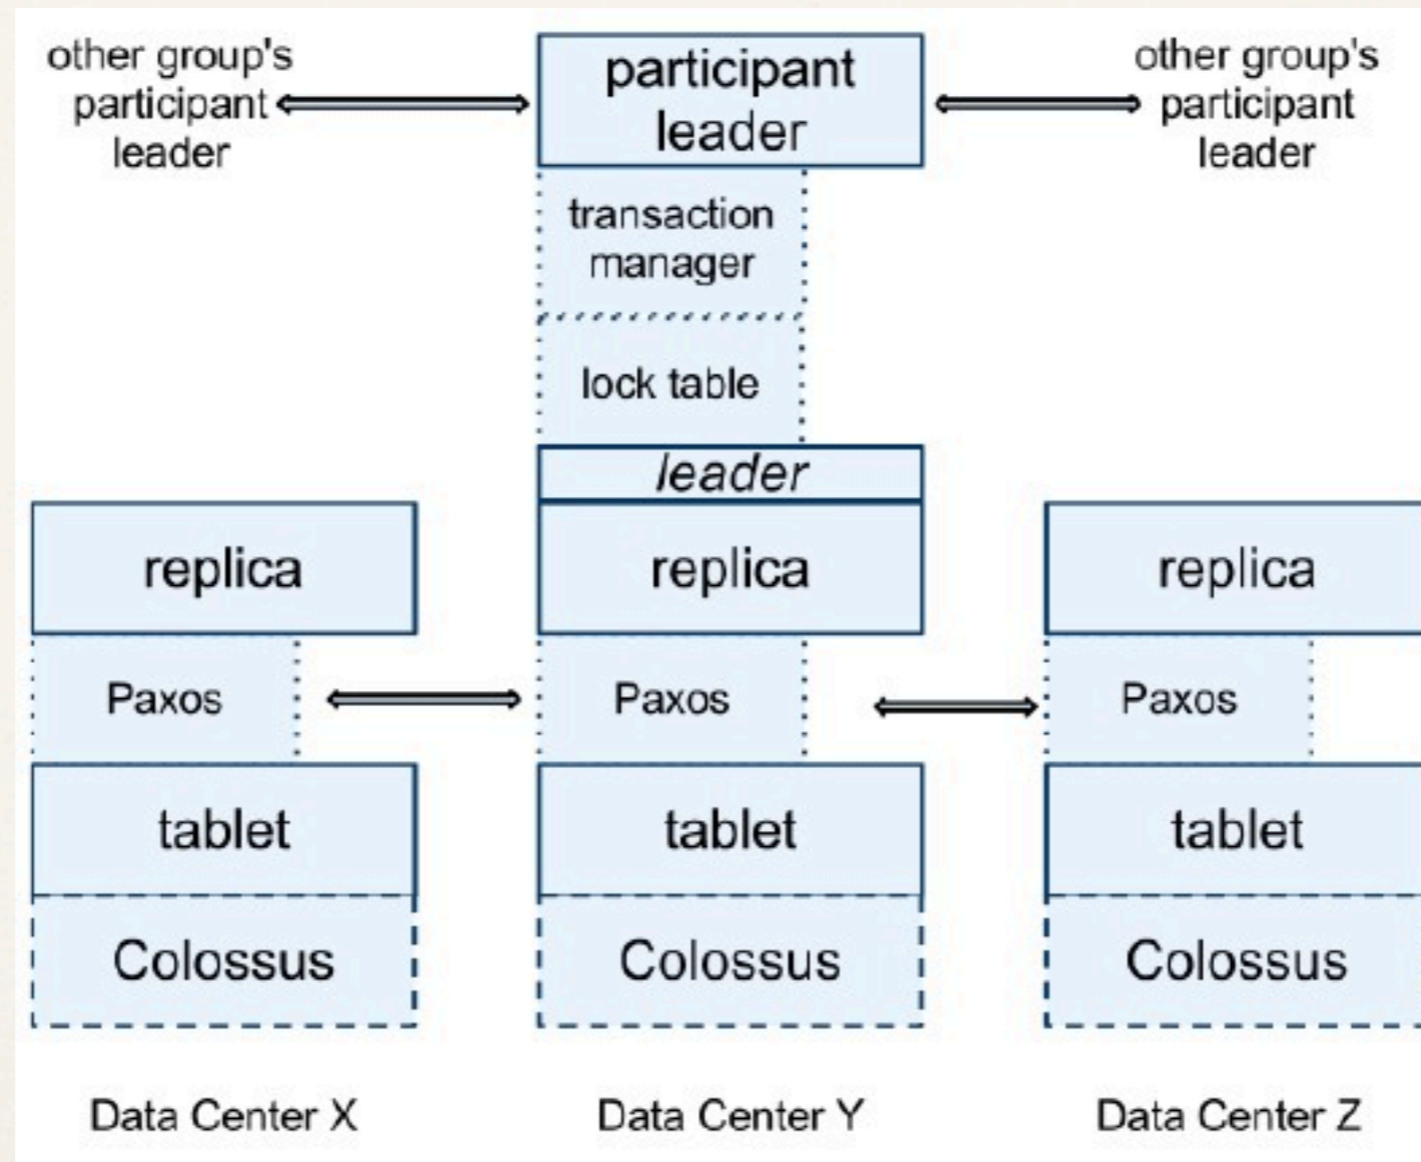 other group's
participant
leader
participant
leader
other group's
participant
leader
transaction
manager
lock table
leader
replica
replica
replica
Paxos
Paxos
Paxos
tablet
tablet
tablet
Colossus
Colossus
Colossus
Data Center X
Data Center Y
Data Center Z